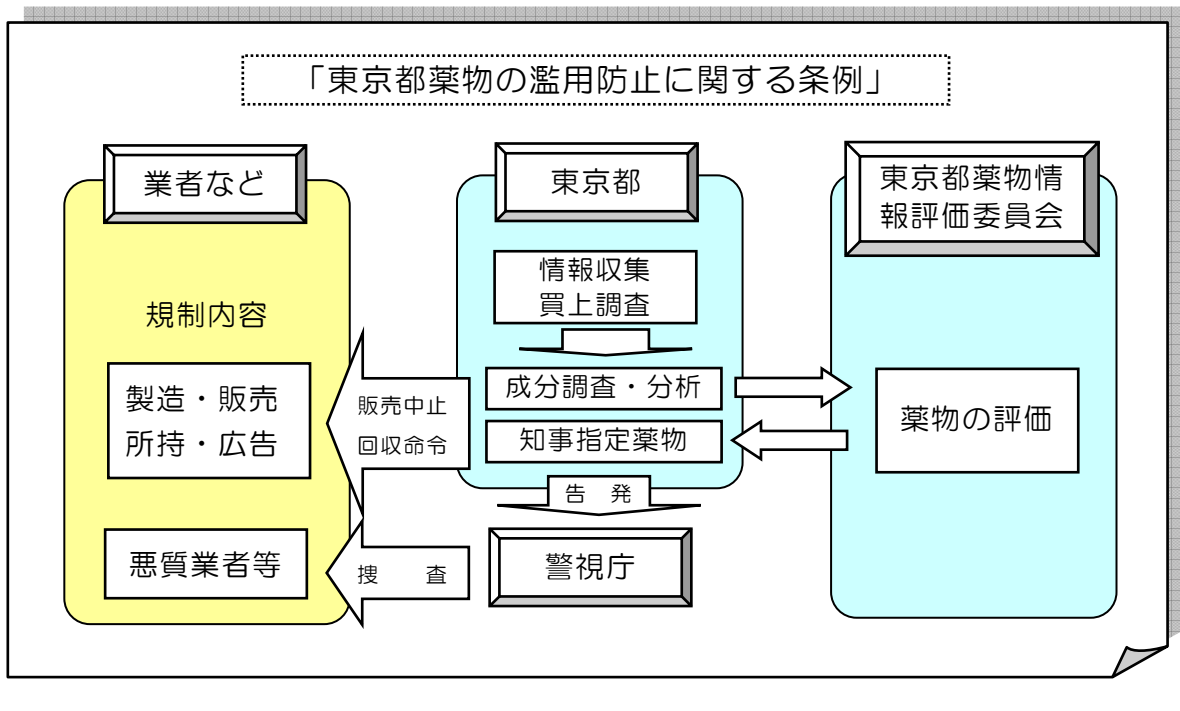 「東京都薬物の濫用防止に関する条例」
業者など
規制内容
製造・販売
所持・広告
悪質業者等
販売中止
回収命令
捜　査
東京都
情報収集
買上調査
成分調査・分析
知事指定薬物
告　発
警視庁
東京都薬物情
報評価委員会
薬物の評価